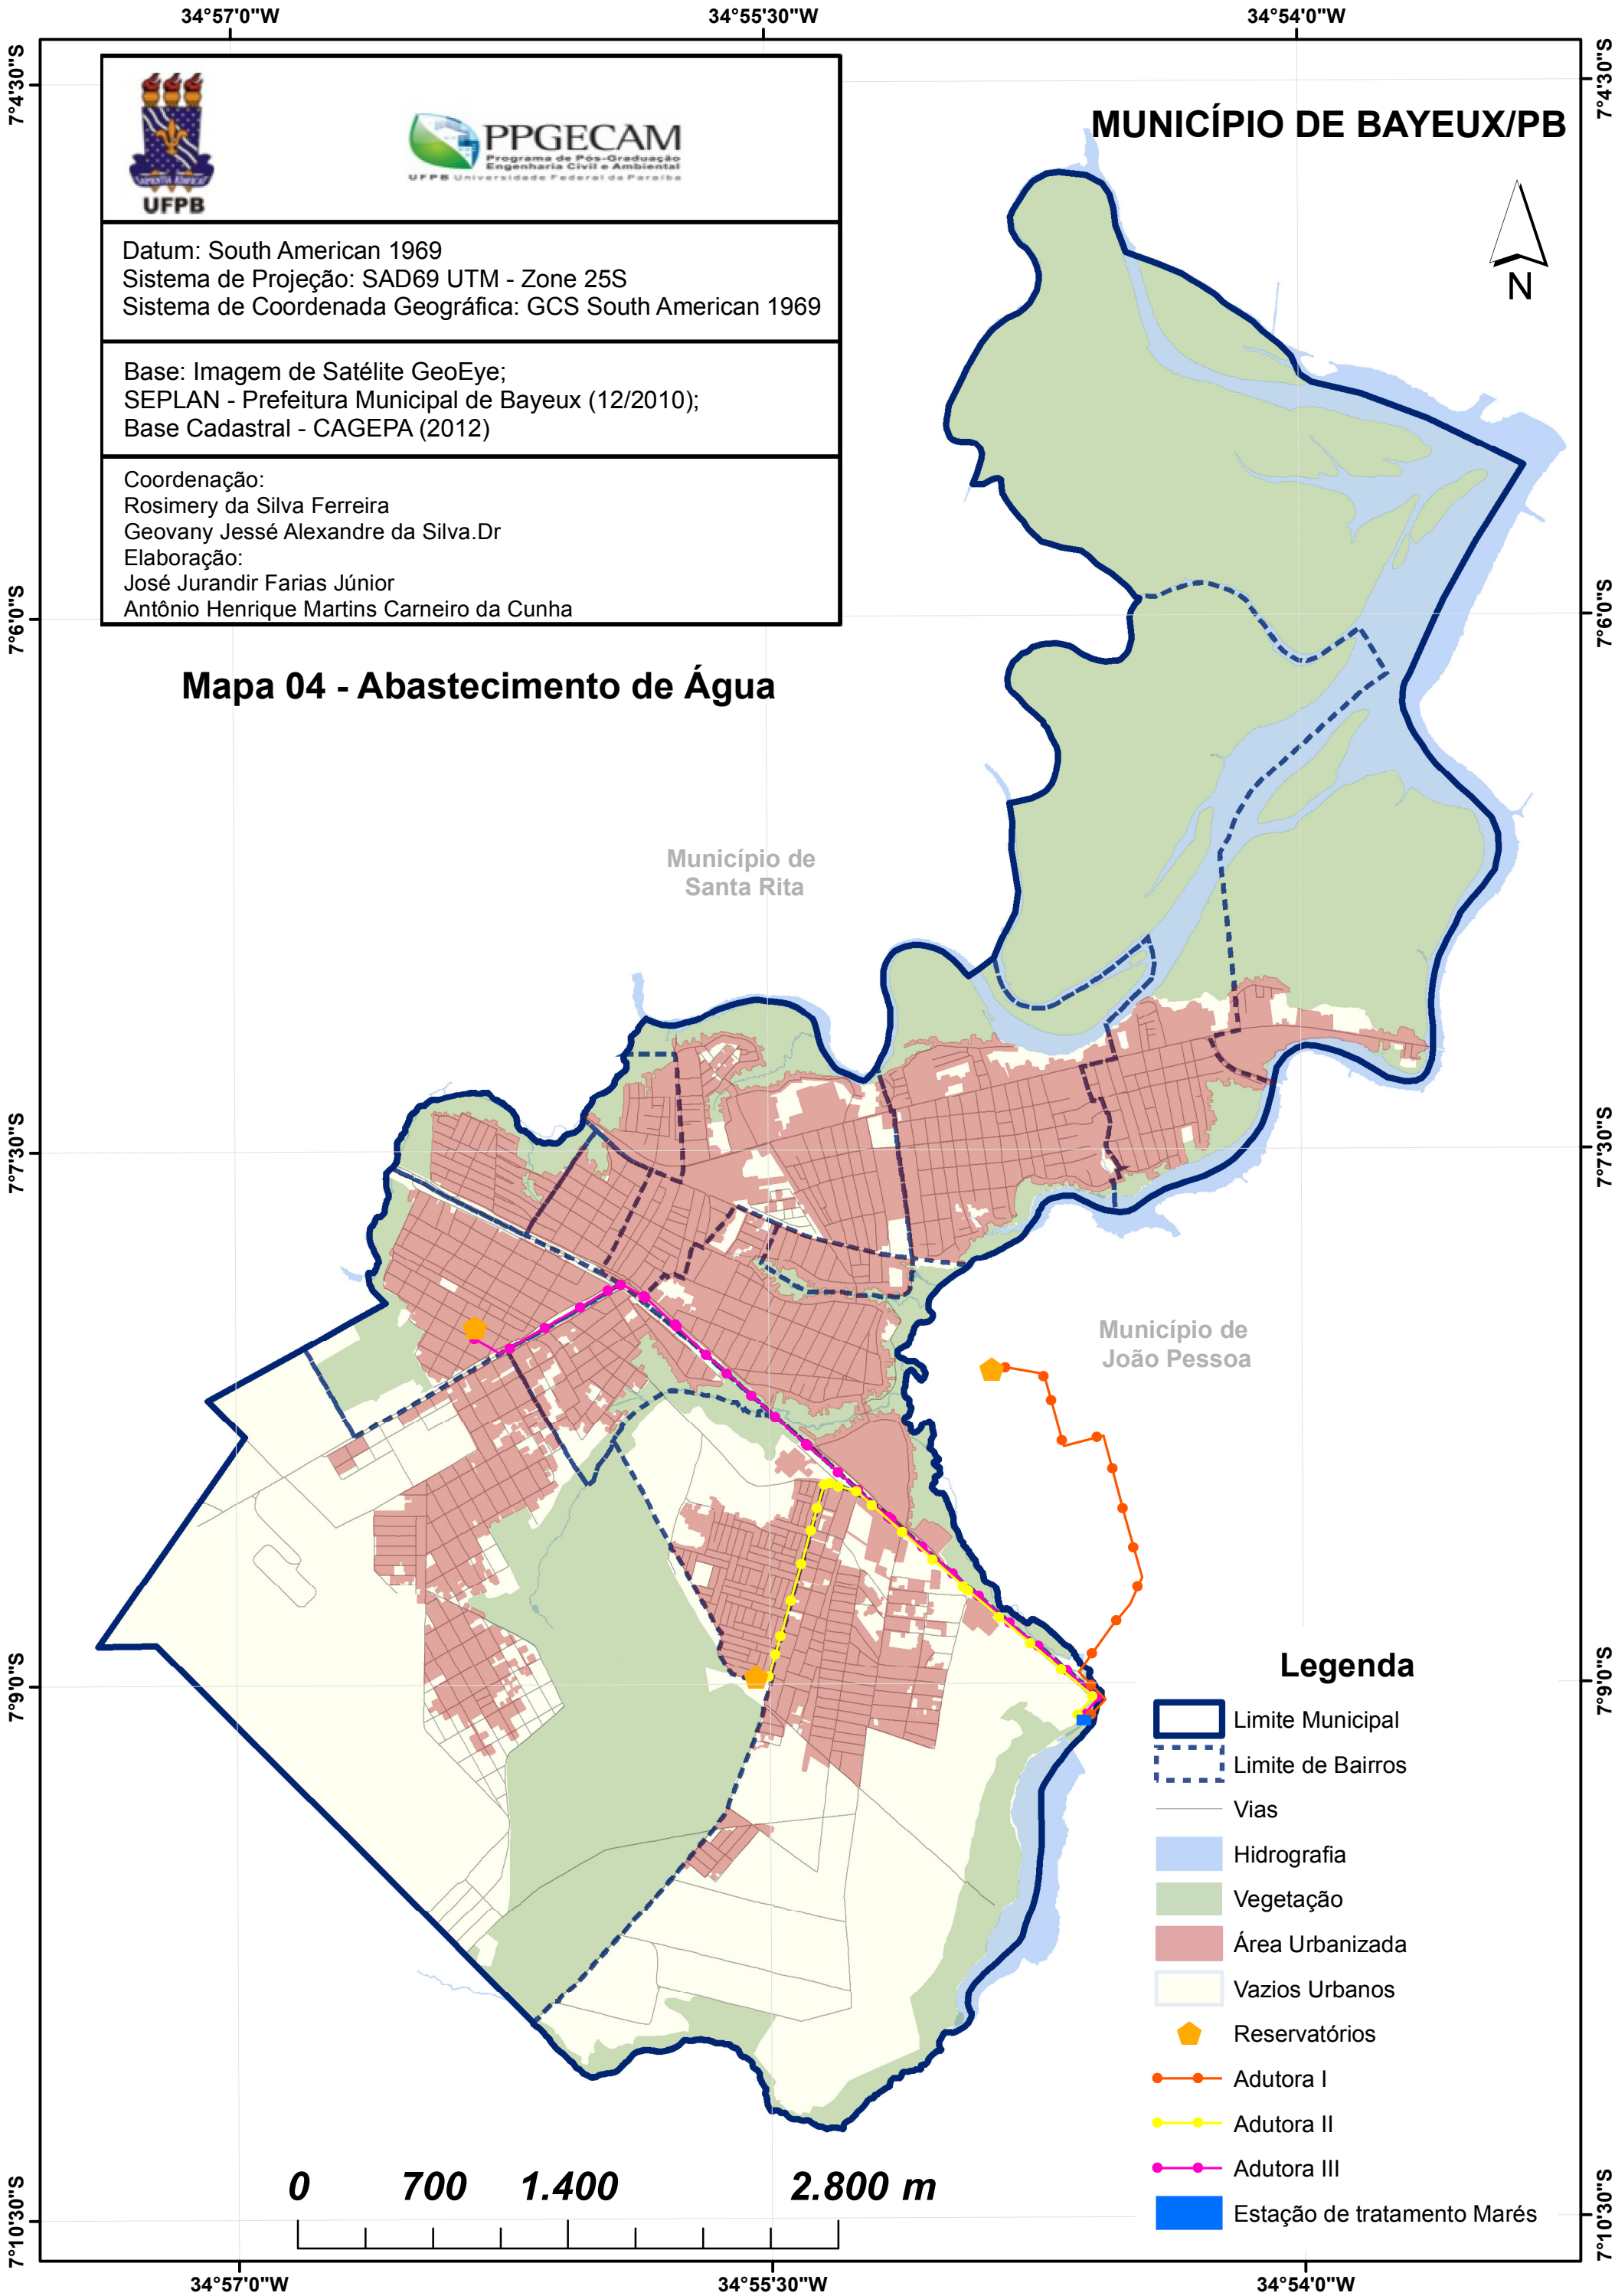 34°57'0"W
34°55'30"W
34°54'0"W
7°4'30"S
7°4'30"S
UFPB
PPGECAM
Programa de Pós-Graduação
Engenharia Civil e Ambiental
UFPB Universidade Federal da Paraíba
MUNICÍPIO DE BAYEUX/PB
N
Datum: South American 1969
Sistema de Projeção: SAD69 UTM - Zone 25S
Sistema de Coordenada Geográfica: GCS South American 1969
Base: Imagem de Satélite GeoEye;
SEPLAN - Prefeitura Municipal de Bayeux (12/2010);
Base Cadastral - CAGEPA (2012)
Coordenação:
Rosimery da Silva Ferreira
Geovany Jessé Alexandre da Silva.Dr
Elaboração:
José Jurandir Farias Júnior
Antônio Henrique Martins Carneiro da Cunha
7°6'0"S
7°6'0"S
Mapa 04 - Abastecimento de Água
Município de
Santa Rita
7°7'30"S
7°7'30"S
Município de
João Pessoa
7°9'0"S
7°9'0"S
Legenda
Limite Municipal
Limite de Bairros
Vias
Hidrografia
Vegetação
Área Urbanizada
Vazios Urbanos
Reservatórios
Adutora I
Adutora II
Adutora III
Estação de tratamento Marés
0 700 1.400 2.800 m
7°10'30"S
7°10'30"S
34°57'0"W
34°55'30"W
34°54'0"W